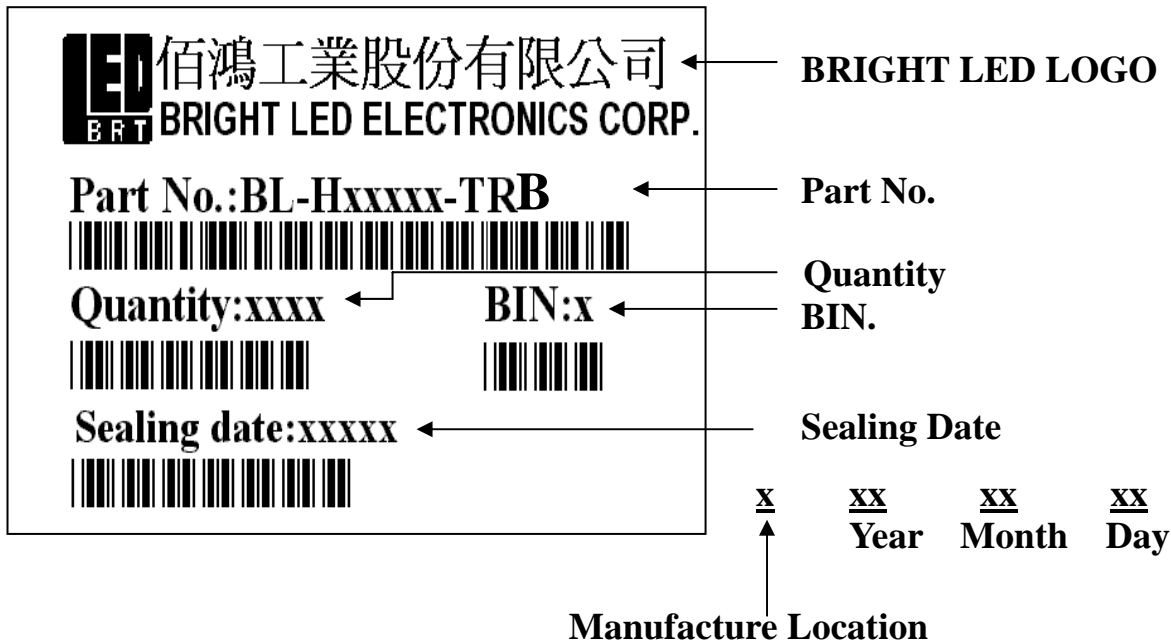 LED 佰鴻工業股份有限公司
BRT BRIGHT LED ELECTRONICS CORP.
BRIGHT LED LOGO
Part No.:BL-Hxxxxx-TRB
Part No.
Quantity:xxxx
BIN:x
Quantity
BIN.
Sealing date:xxxxx
Sealing Date
x xx xx xx
Year Month Day
Manufacture Location